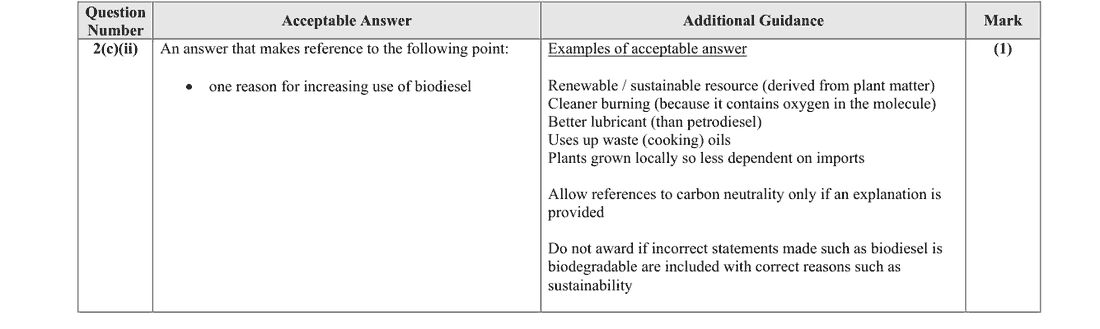 Question Number
Acceptable Answer
Additional Guidance
Mark
2(c)(ii)
An answer that makes reference to the following point:
• one reason for increasing use of biodiesel
Examples of acceptable answer
Renewable / sustainable resource (derived from plant matter)
Cleaner burning (because it contains oxygen in the molecule)
Better lubricant (than petrodiesel)
Uses up waste (cooking) oils
Plants grown locally so less dependent on imports
Allow references to carbon neutrality only if an explanation is
provided
Do not award if incorrect statements made such as biodiesel is
biodegradable are included with correct reasons such as
sustainability
(1)